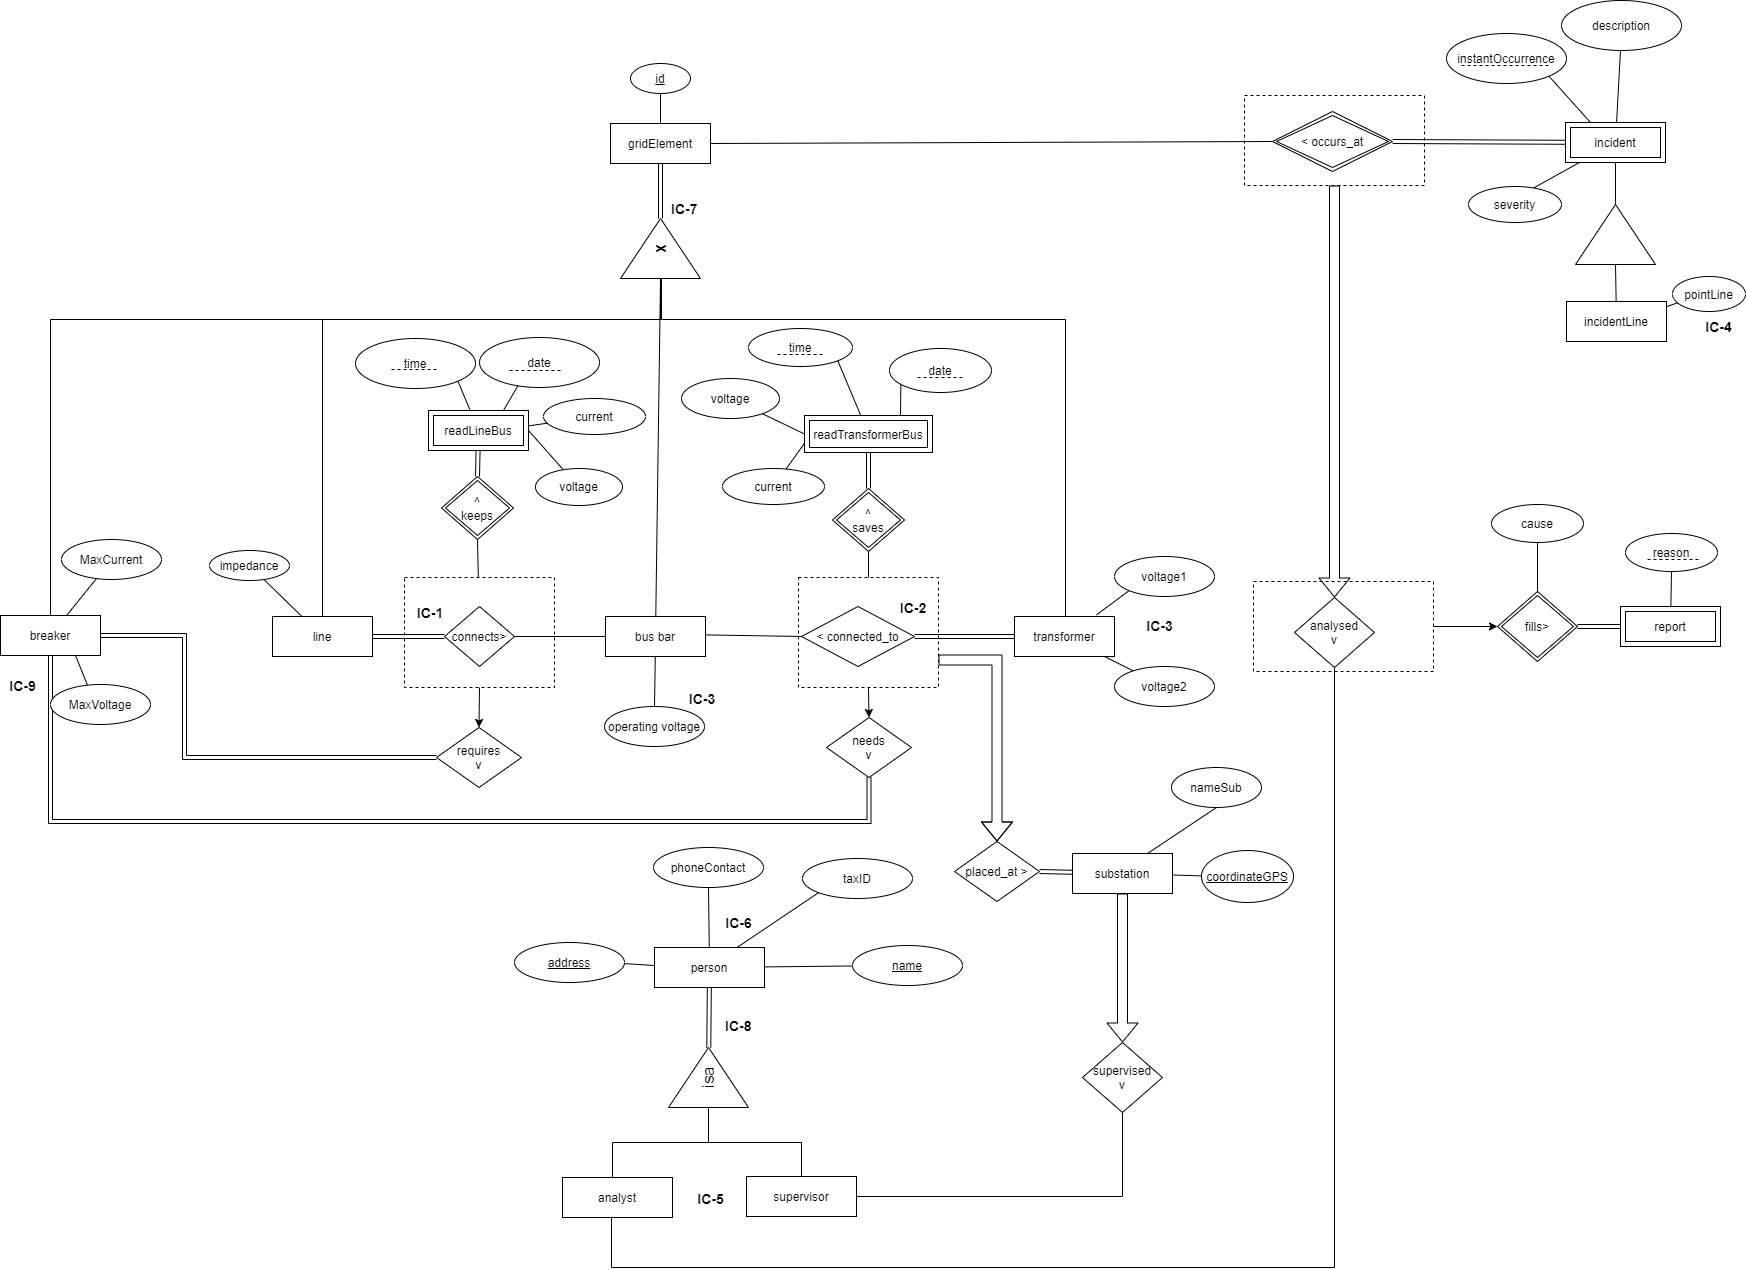 description
instantOccurrence
id
gridElement
< occurs_at
incident
severity
IC-7
X
pointLine
incidentLine
IC-4
time
date
time
date
current
voltage
readLineBus
readTransformerBus
voltage
current
^
keeps
^
saves
cause
reason
MaxCurrent
impedance
voltage1
IC-1
IC-2
breaker
line
connects>
bus bar
< connected_to
transformer
IC-3
analysed
v
fills>
report
IC-9
MaxVoltage
IC-3
voltage2
operating voltage
requires
v
needs
v
nameSub
phoneContact
taxID
placed_at >
substation
coordinateGPS
IC-6
address
person
name
IC-8
isa
supervised
v
analyst
IC-5
supervisor